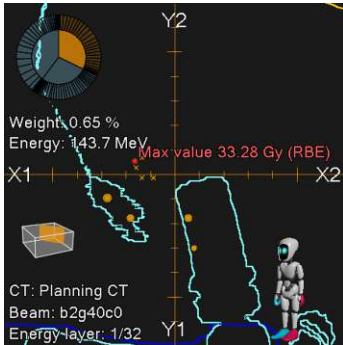 Y2
Weight: 0.65 %
Energy: 143.7 MeV
Max value 33.28 Gy (RBE)
X1
X2
CT: Planning CT
Beam: b2g40c0
Y1
Energy layer: 1/32